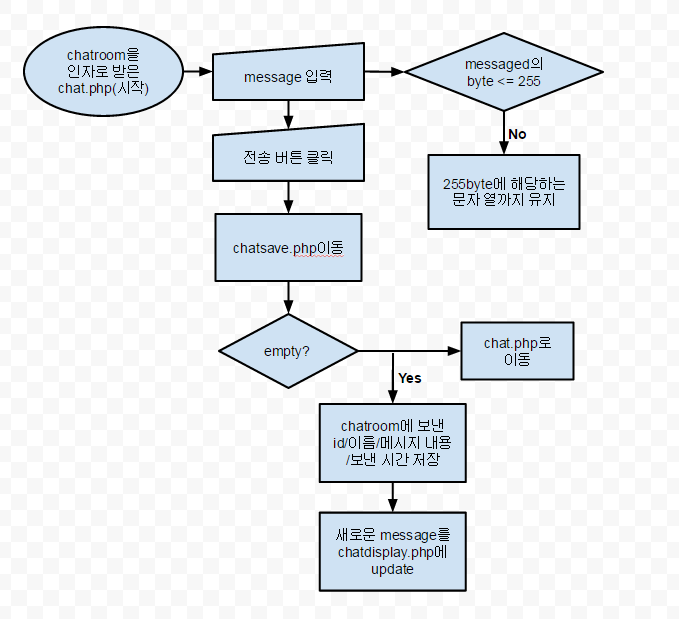 chatroom을
인자로 받은
chat.php(시작)
message 입력
messaged의
byte <= 255
No
255byte에 해당하는
문자 열까지 유지
전송 버튼 클릭
chatsave.php이동
empty?
chat.php로
이동
Yes
chatroom에 보낸
id/이름/메시지 내용
/보낸 시간 저장
새로운 message를
chatdisplay.php에
update